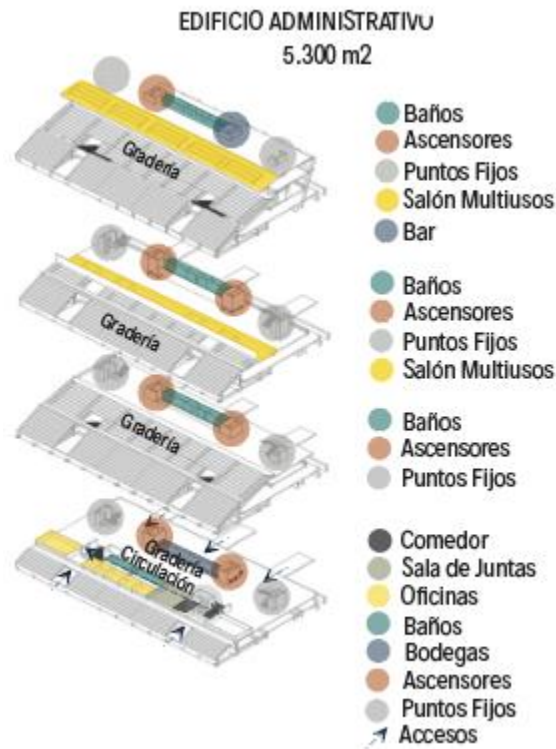 EDIFICIO ADMINISTRATIVO
5.300 m2
Gradería
Baños
Ascensores
Puntos Fijos
Salón Multiusos
Bar
Gradería
Baños
Ascensores
Puntos Fijos
Salón Multiusos
Gradería
Baños
Ascensores
Puntos Fijos
Gradería
Circulación
Comedor
Sala de Juntas
Oficinas
Baños
Bodegas
Ascensores
Puntos Fijos
Accesos